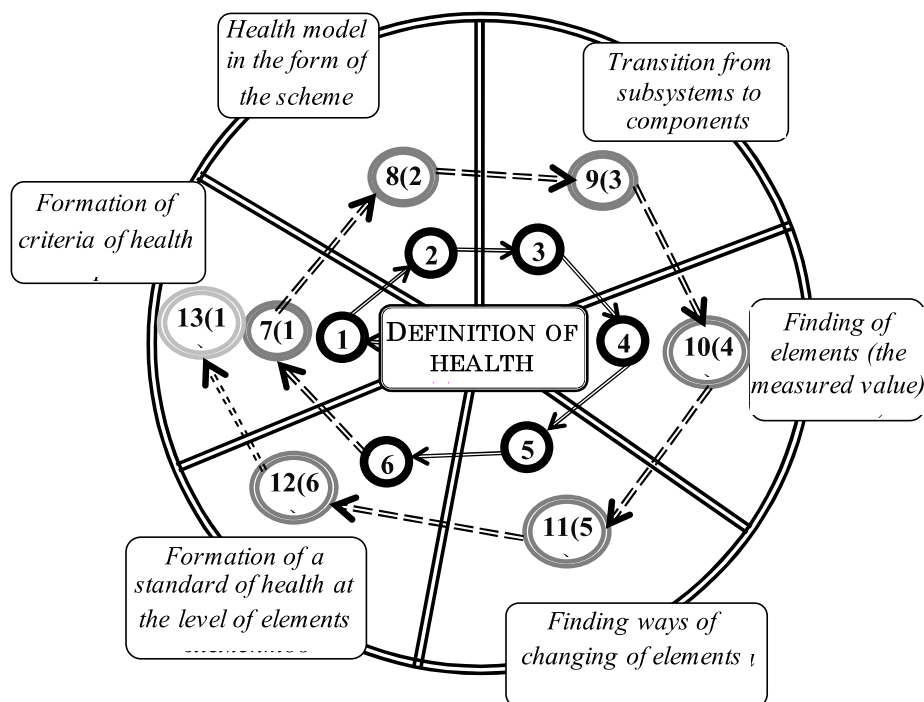 Health model
in the form of
the scheme
Transition from
subsystems to
components
Formation of
criteria of health
8(2
9(3
2
3
13(1
7(1
1
DEFINITION OF
HEALTH
4
10(4
Finding of
elements (the
measured value)
6
5
12(6
11(5
Formation of a
standard of health at
the level of elements
Finding ways of
changing of elements